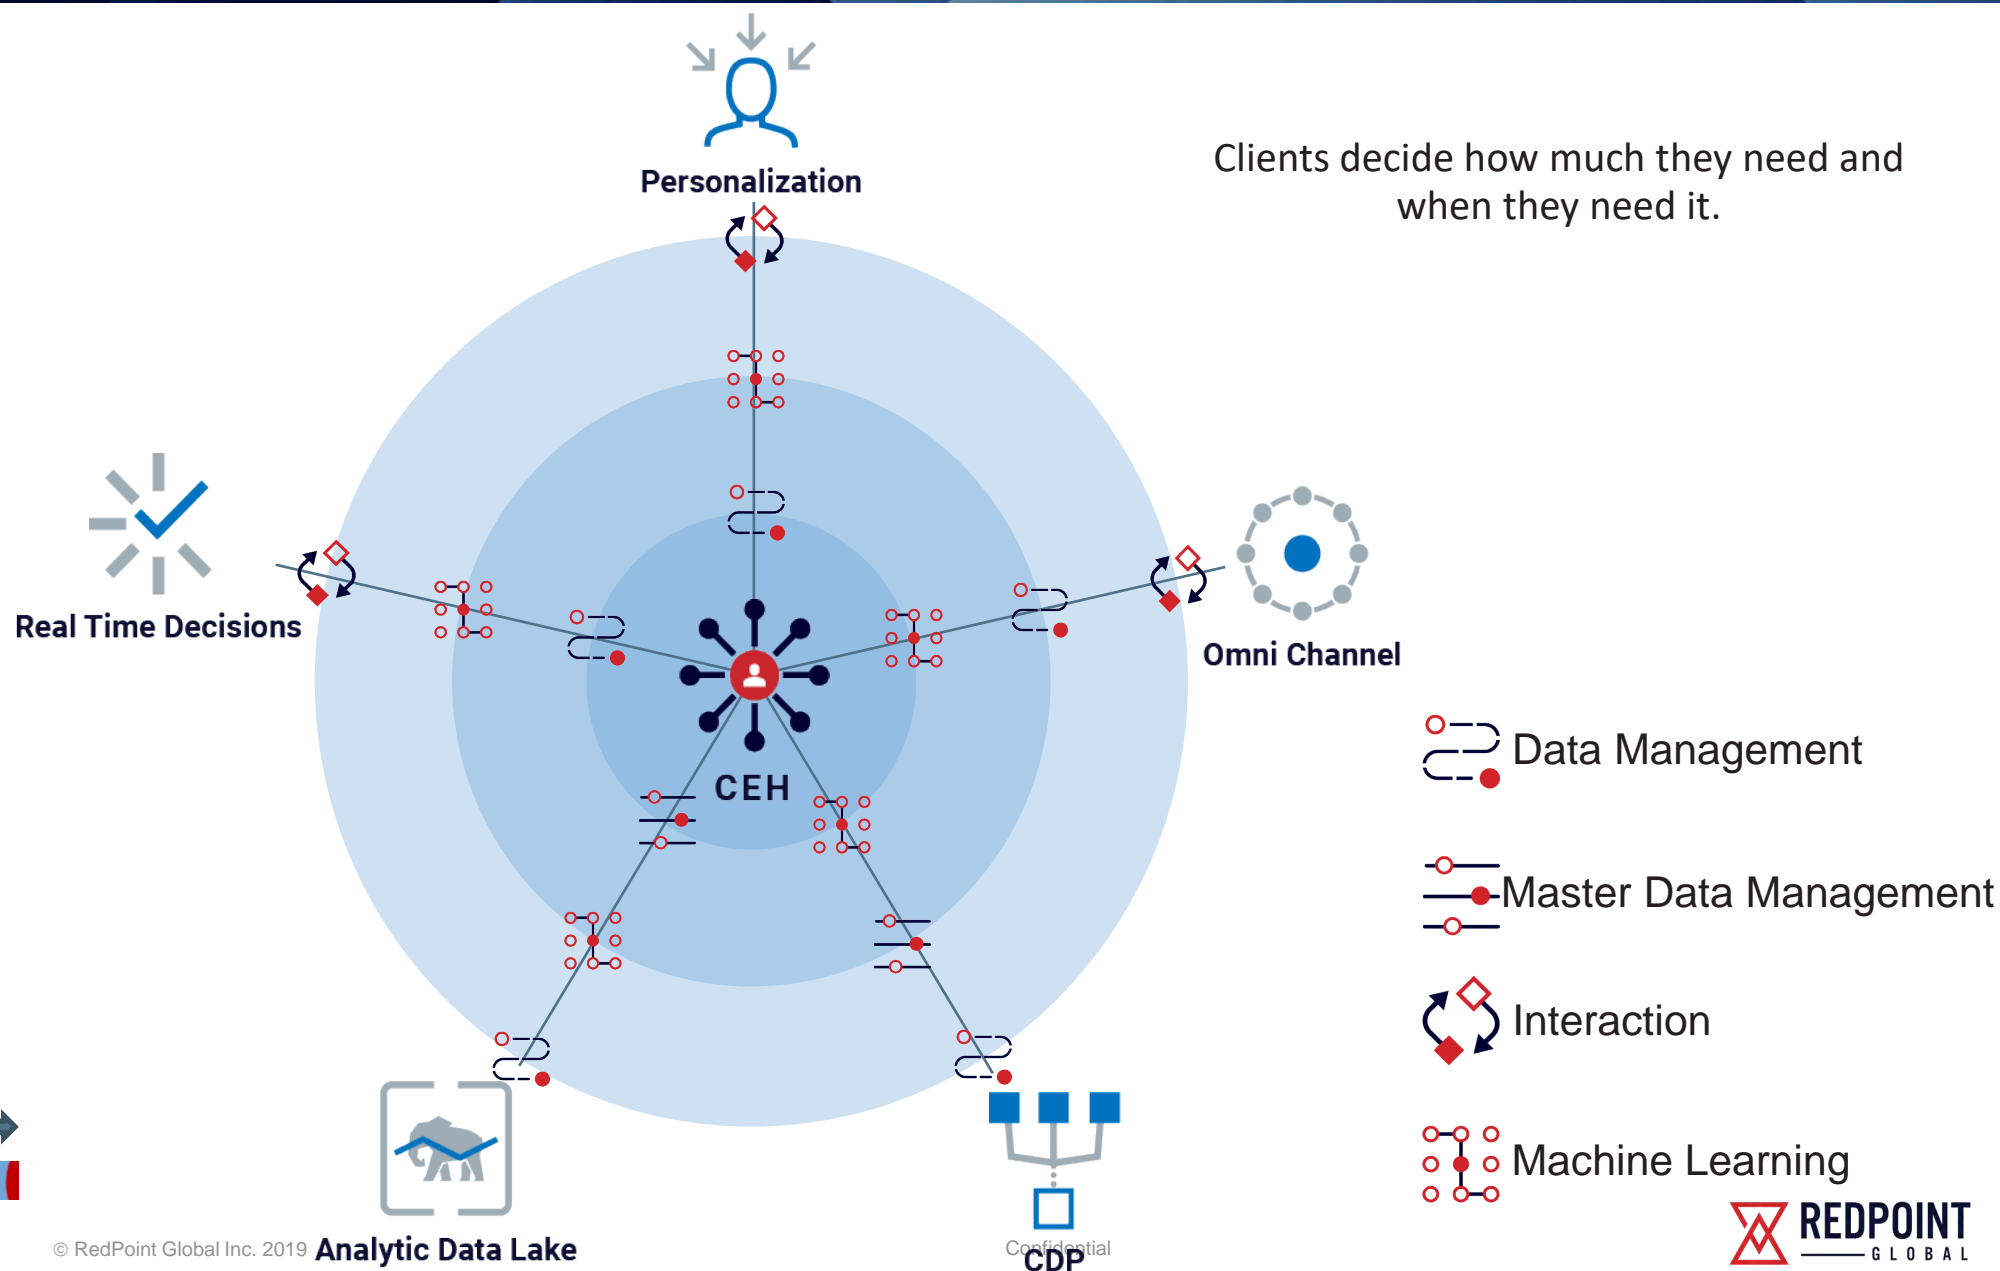 Personalization
Clients decide how much they need and
when they need it.
Real Time Decisions
Omni Channel
CEH
Data Management
Master Data Management
Interaction
Machine Learning
Analytic Data Lake
CDP
© RedPoint Global Inc. 2019
Confidential
REDPOINT
GLOBAL